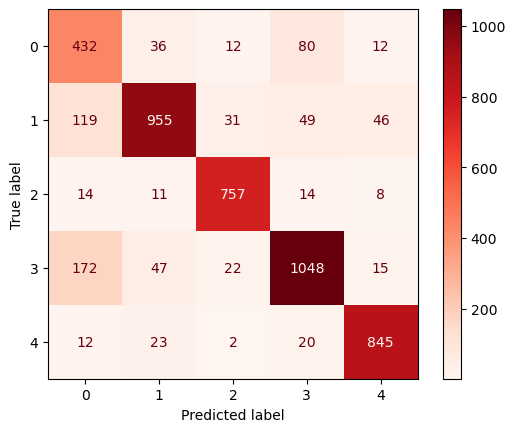 0 432 36 12 80 12
1 119 955 31 49 46
2 14 11 757 14 8
3 172 47 22 1048 15
4 12 23 2 20 845
0 1 2 3 4
Predicted label
True label
1000
800
600
400
200